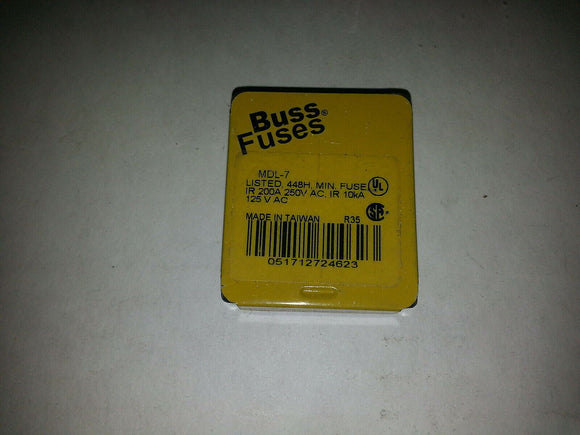 Buss®
Fuses
MDL-7
LISTED, 448H, MIN. FUSE
IR 200A 250V AC, IR 10kA
125 V AC
UL
MADE IN TAIWAN R35
051712724623